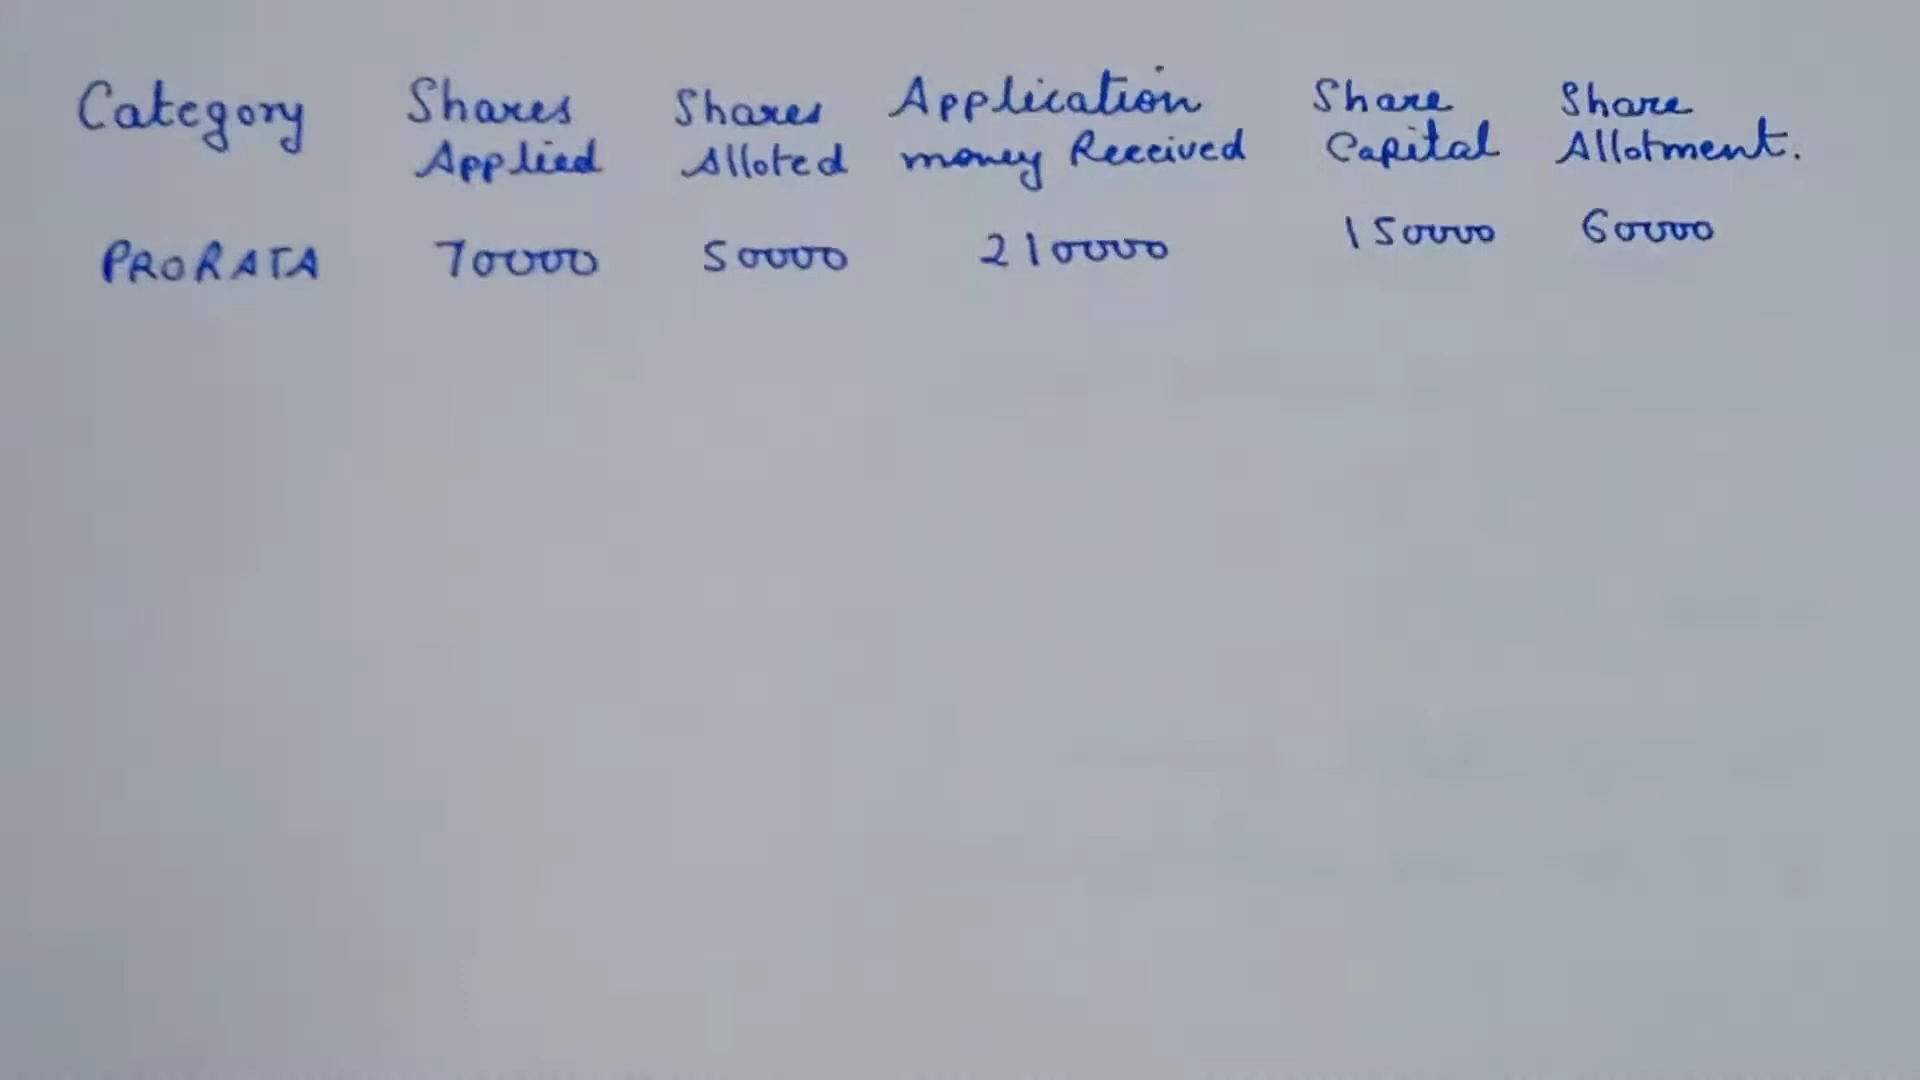 Category Shares Shares Application Share Share
Applied Alloted money Received Capital Allotment.
PRORATA 70000 50000 210000 150000 60000